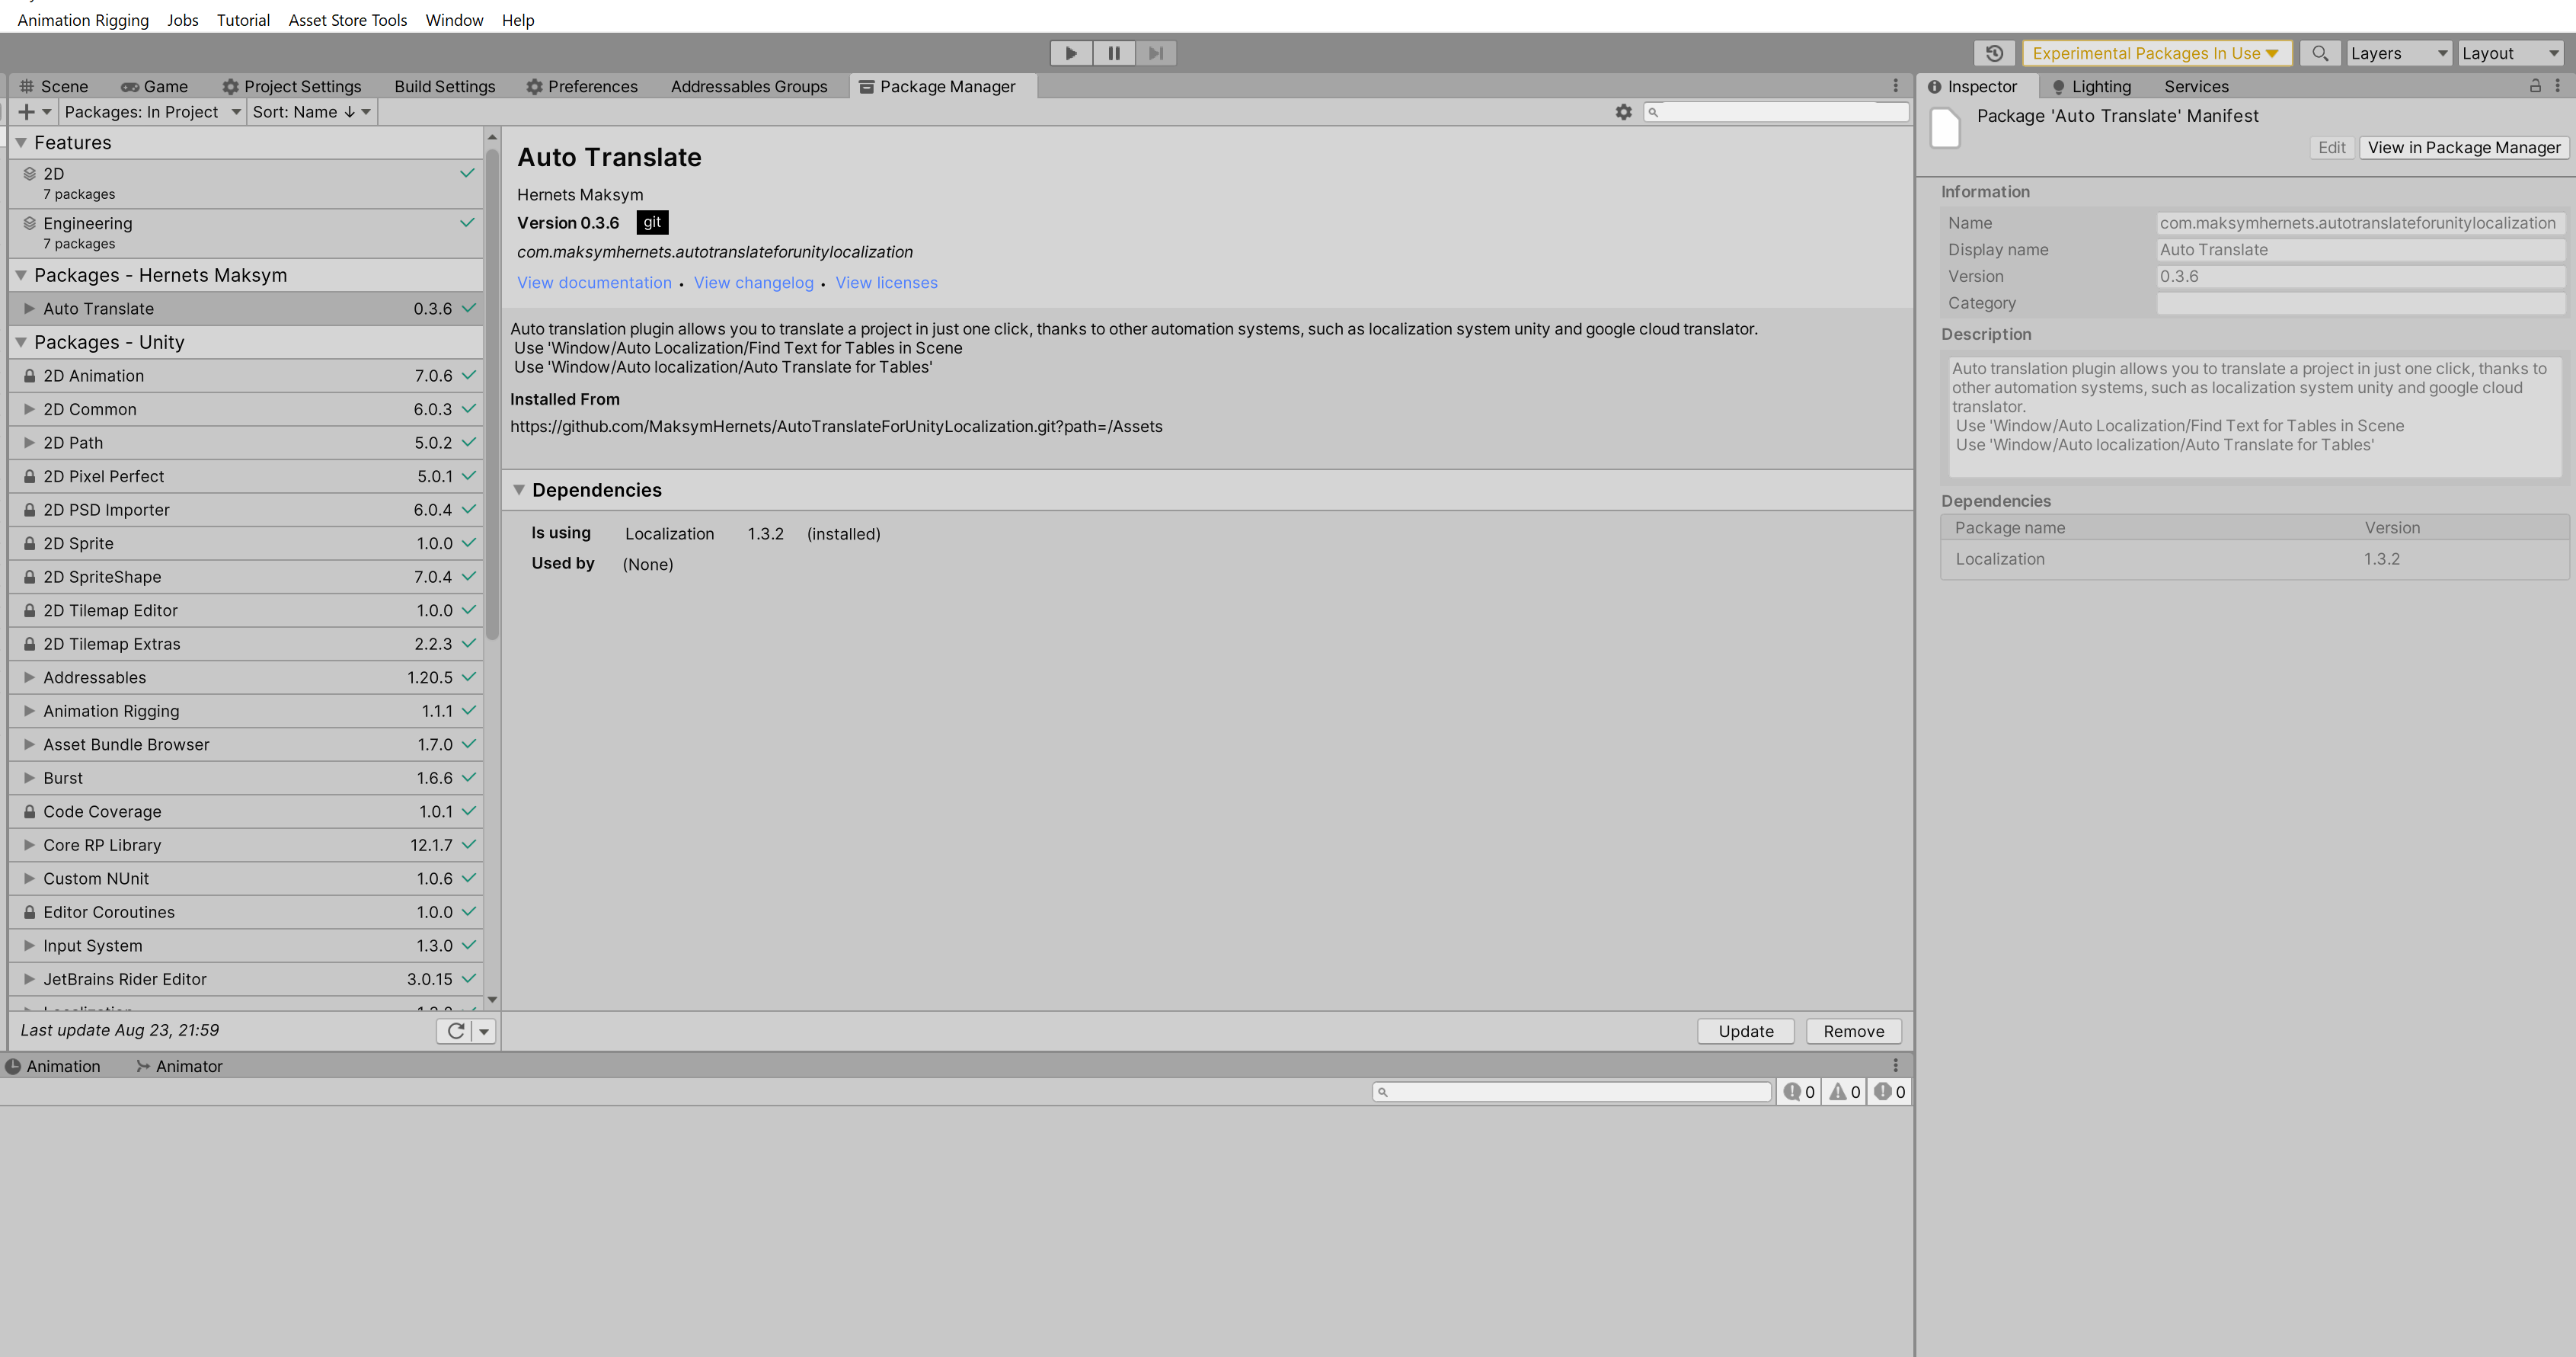 Animation Rigging Jobs Tutorial Asset Store Tools Window Help
Experimental Packages In Use Layers Layout
Scene Game Project Settings Build Settings Preferences Addressables Groups Package Manager
Packages: In Project Sort: Name ↓
Features
2D
7 packages
Engineering
7 packages
Packages - Hernets Maksym
Auto Translate 0.3.6
Packages - Unity
2D Animation 7.0.6
2D Common 6.0.3
2D Path 5.0.2
2D Pixel Perfect 5.0.1
2D PSD Importer 6.0.4
2D Sprite 1.0.0
2D SpriteShape 7.0.4
2D Tilemap Editor 1.0.0
2D Tilemap Extras 2.2.3
Addressables 1.20.5
Animation Rigging 1.1.1
Asset Bundle Browser 1.7.0
Burst 1.6.6
Code Coverage 1.0.1
Core RP Library 12.1.7
Custom NUnit 1.0.6
Editor Coroutines 1.0.0
Input System 1.3.0
JetBrains Rider Editor 3.0.15
Last update Aug 23, 21:59
Auto Translate
Hernets Maksym
Version 0.3.6 git
com.maksymhernets.autotranslateforunitylocalization
View documentation • View changelog • View licenses
Auto translation plugin allows you to translate a project in just one click, thanks to other automation systems, such as localization system unity and google cloud translator.
Use 'Window/Auto Localization/Find Text for Tables in Scene
Use 'Window/Auto localization/Auto Translate for Tables'
Installed From
https://github.com/MaksymHernets/AutoTranslateForUnityLocalization.git?path=/Assets
Dependencies
Is using Localization 1.3.2 (installed)
Used by (None)
Update Remove
Animation Animator
0 0 0
Inspector Lighting Services
Package 'Auto Translate' Manifest
Edit View in Package Manager
Information
Name com.maksymhernets.autotranslateforunitylocalization
Display name Auto Translate
Version 0.3.6
Category
Description
Auto translation plugin allows you to translate a project in just one click, thanks to
other automation systems, such as localization system unity and google cloud
translator.
Use 'Window/Auto Localization/Find Text for Tables in Scene
Use 'Window/Auto localization/Auto Translate for Tables'
Dependencies
Package name Version
Localization 1.3.2